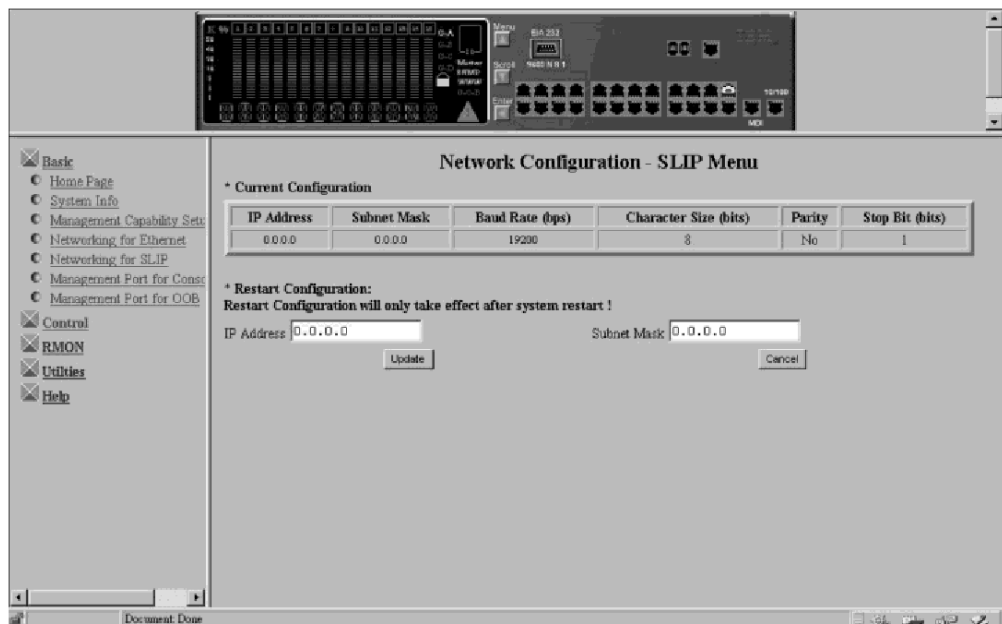 Menu
EIA 232
Scroll
9600 N 8 1
Enter
10/100
MDI
Basic
Home Page
System Info
Management Capability Setu
Networking for Ethernet
Networking for SLIP
Management Port for Conso
Management Port for OOB
Control
RMON
Utilties
Help
Network Configuration - SLIP Menu
* Current Configuration
IP Address Subnet Mask Baud Rate (bps) Character Size (bits) Parity Stop Bit (bits)
0.0.0.0 0.0.0.0 19200 8 No 1
* Restart Configuration:
Restart Configuration will only take effect after system restart !
IP Address 0.0.0.0 Subnet Mask 0.0.0.0
Update Cancel
Document: Done